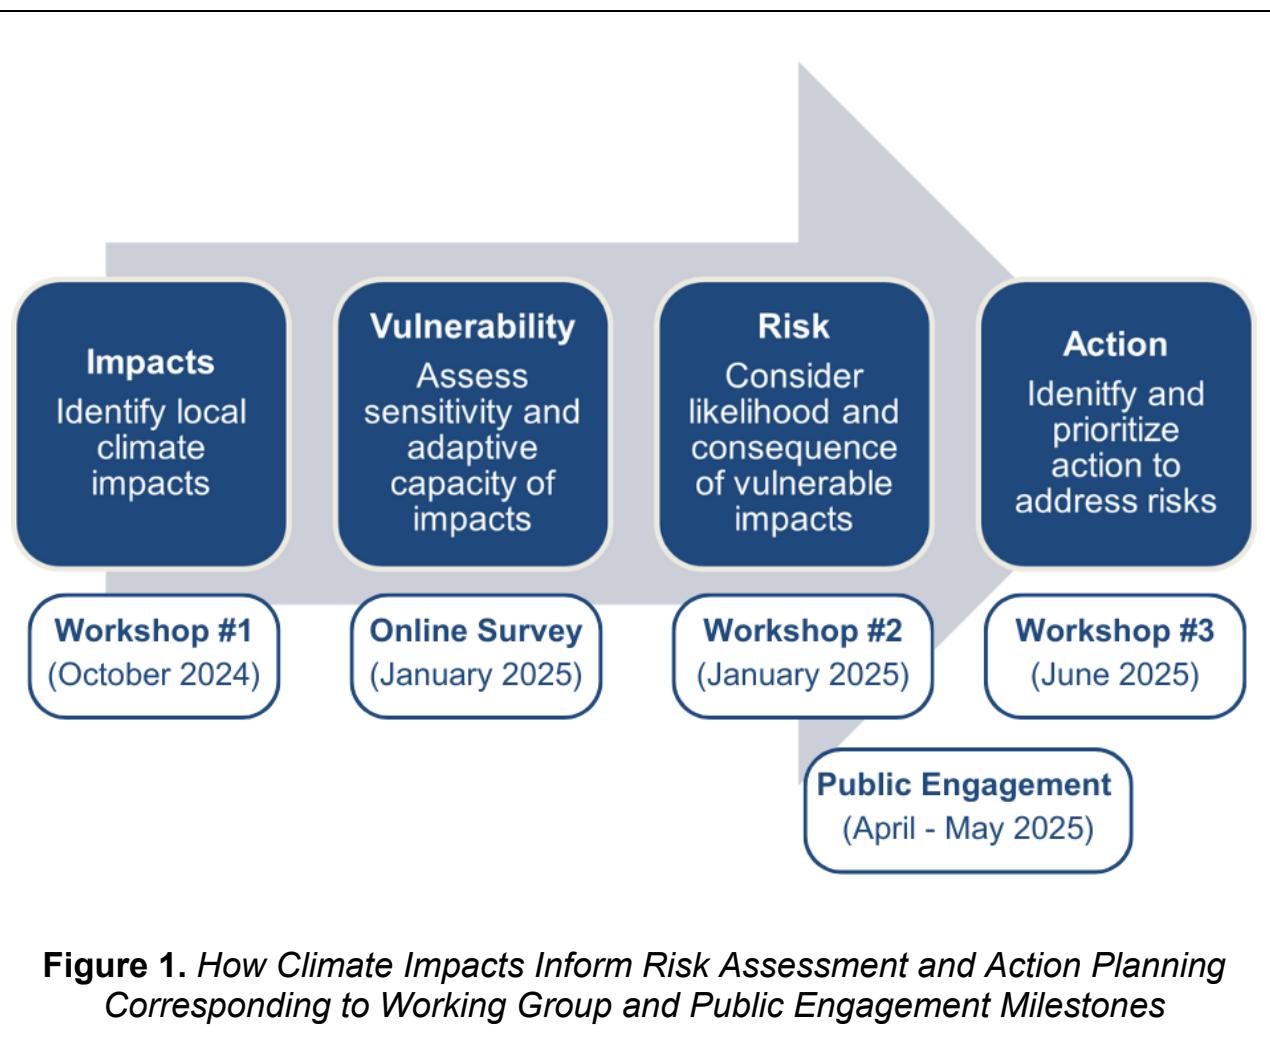 Impacts
Identify local
climate
impacts
Vulnerability
Assess
sensitivity and
adaptive
capacity of
impacts
Risk
Consider
likelihood and
consequence
of vulnerable
impacts
Action
Idenitfy and
prioritize
action to
address risks
Workshop #1
(October 2024)
Online Survey
(January 2025)
Workshop #2
(January 2025)
Workshop #3
(June 2025)
Public Engagement
(April - May 2025)
Figure 1. How Climate Impacts Inform Risk Assessment and Action Planning
Corresponding to Working Group and Public Engagement Milestones